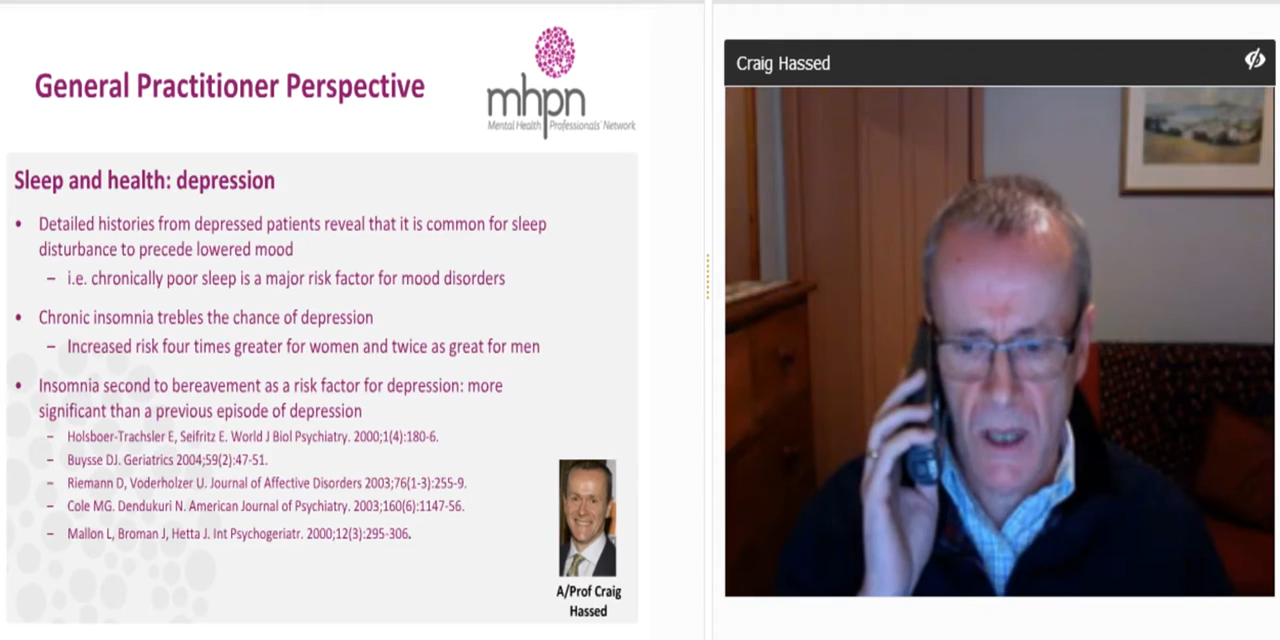 General Practitioner Perspective
mhpn
Mental Health Professionals' Network
Sleep and health: depression
• Detailed histories from depressed patients reveal that it is common for sleep
disturbance to precede lowered mood
– i.e. chronically poor sleep is a major risk factor for mood disorders
• Chronic insomnia trebles the chance of depression
– Increased risk four times greater for women and twice as great for men
• Insomnia second to bereavement as a risk factor for depression: more
significant than a previous episode of depression
– Holsboer-Trachsler E, Seifritz E. World J Biol Psychiatry. 2000;1(4):180-6.
– Buysse DJ. Geriatrics 2004;59(2):47-51.
– Riemann D, Voderholzer U. Journal of Affective Disorders 2003;76(1-3):255-9.
– Cole MG. Dendukuri N. American Journal of Psychiatry. 2003;160(6):1147-56.
– Mallon L, Broman J, Hetta J. Int Psychogeriatr. 2000;12(3):295-306.
A/Prof Craig
Hassed
Craig Hassed